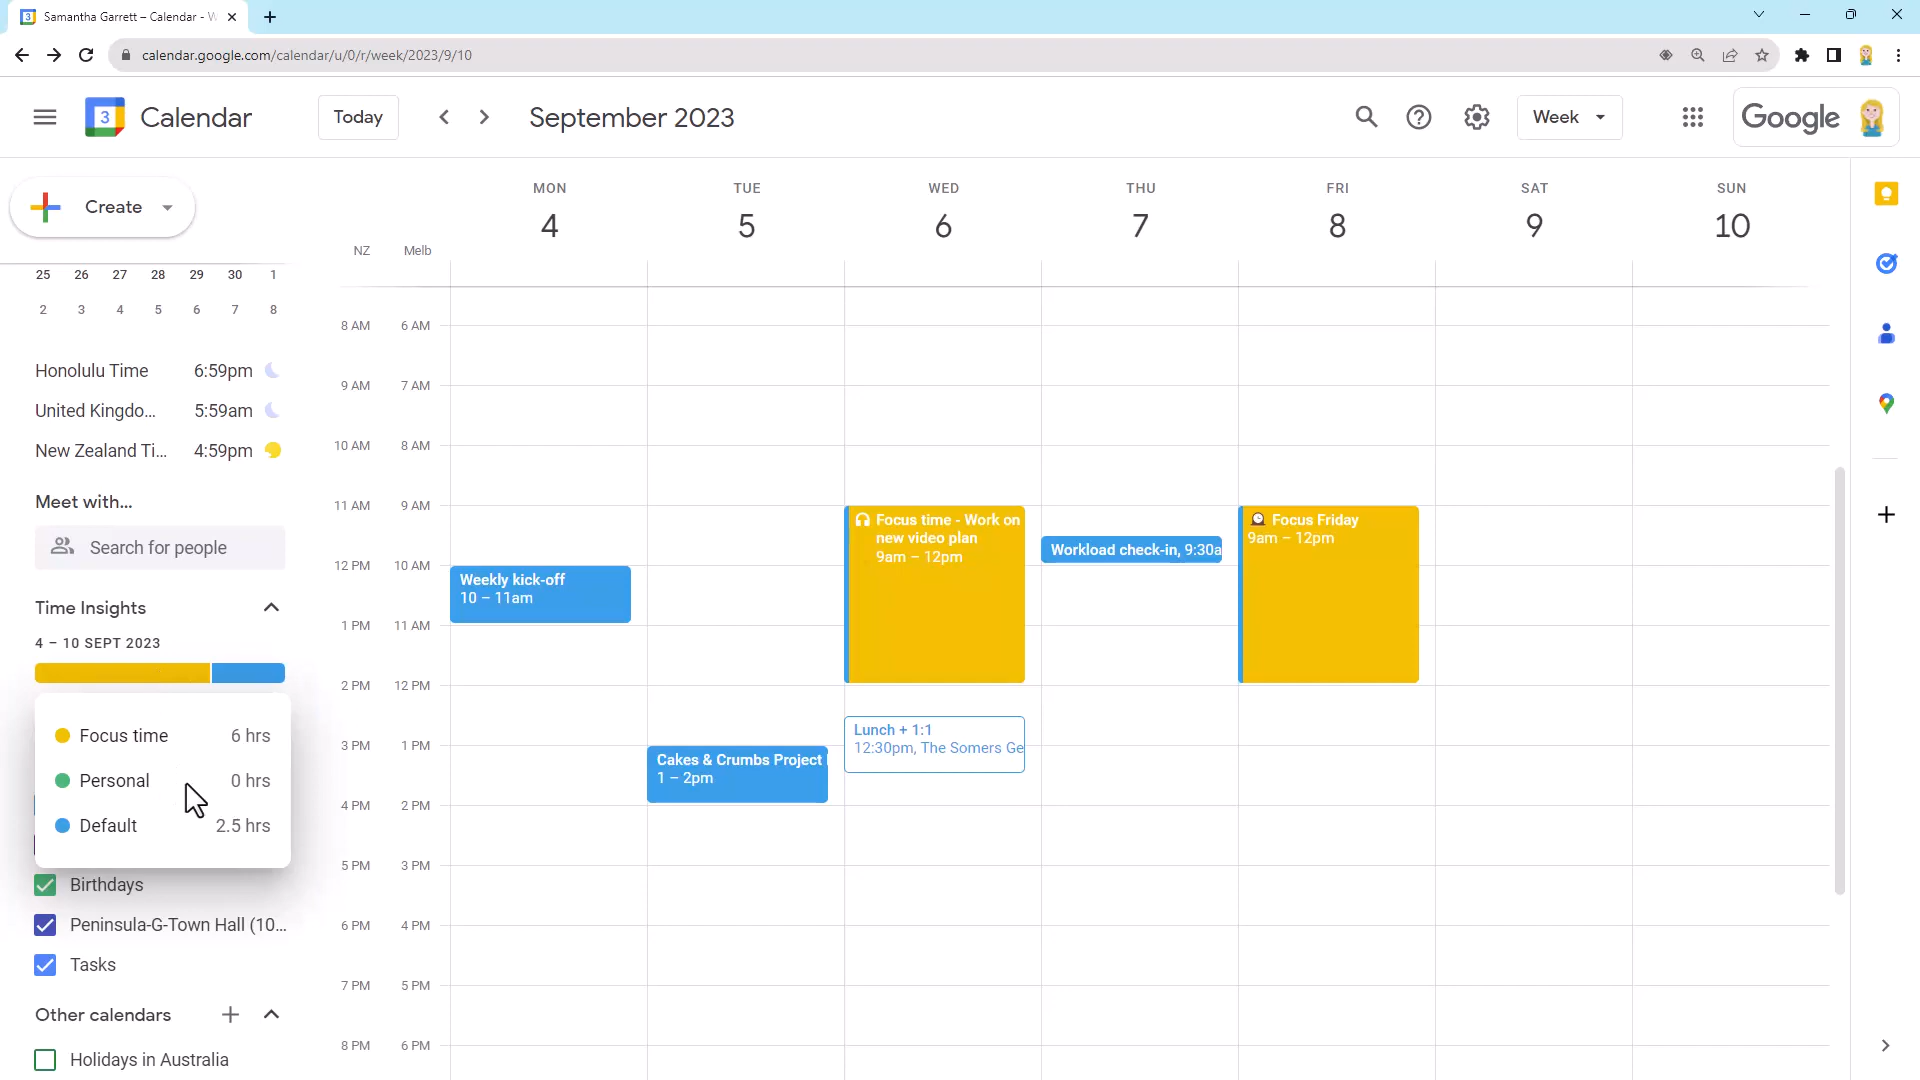 Samantha Garrett – Calendar - W
calendar.google.com/calendar/u/0/r/week/2023/9/10
3 Calendar Today September 2023 Week Google
Create
MON TUE WED THU FRI SAT SUN
4 5 6 7 8 9 10
NZ Melb
25 26 27 28 29 30 1
2 3 4 5 6 7 8
Honolulu Time 6:59pm
United Kingdo... 5:59am
New Zealand Ti... 4:59pm
Meet with...
Search for people
Time Insights
4 – 10 SEPT 2023
Focus time 6 hrs
Personal 0 hrs
Default 2.5 hrs
Birthdays
Peninsula-G-Town Hall (10...
Tasks
Other calendars
Holidays in Australia
8 AM 6 AM
9 AM 7 AM
10 AM 8 AM
11 AM 9 AM
12 PM 10 AM
1 PM 11 AM
2 PM 12 PM
3 PM 1 PM
4 PM 2 PM
5 PM 3 PM
6 PM 4 PM
7 PM 5 PM
8 PM 6 PM
Weekly kick-off
10 – 11am
Cakes & Crumbs Project
1 – 2pm
Focus time - Work on
new video plan
9am – 12pm
Lunch + 1:1
12:30pm, The Somers Ge
Workload check-in, 9:30a
Focus Friday
9am – 12pm